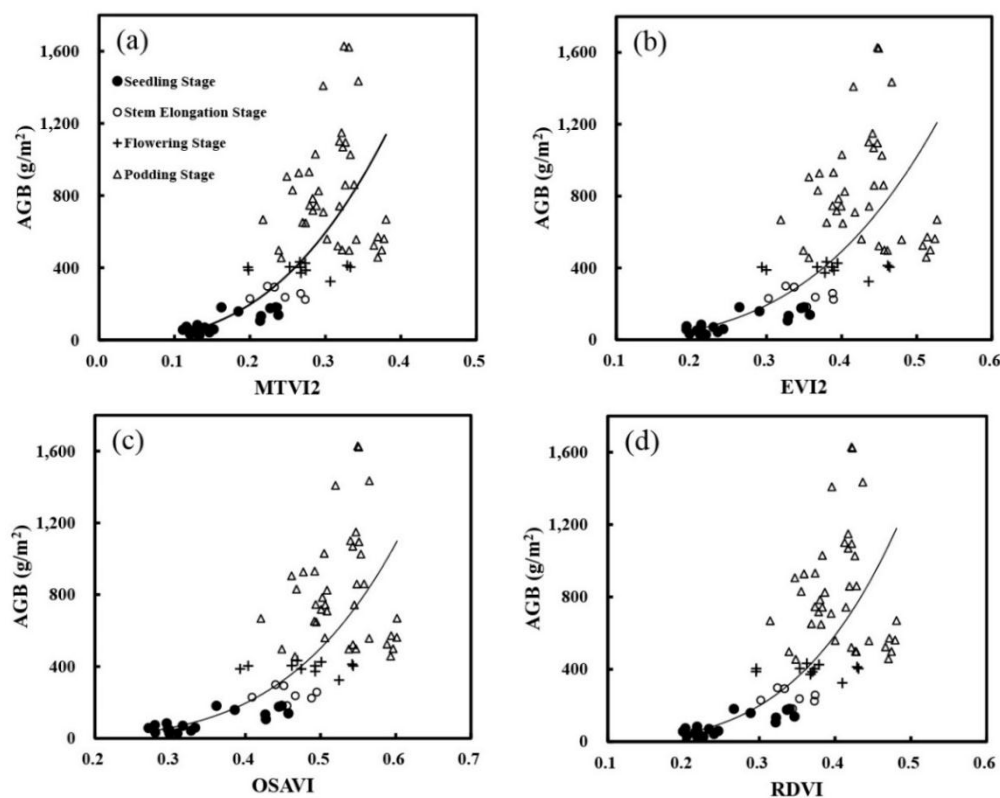 (a)
1,600
1,200
800
400
0
AGB (g/m²)
Seedling Stage
Stem Elongation Stage
Flowering Stage
Podding Stage
0.0 0.1 0.2 0.3 0.4 0.5
MTVI2
(b)
1,600
1,200
800
400
0
AGB (g/m²)
0.1 0.2 0.3 0.4 0.5 0.6
EVI2
(c)
1,600
1,200
800
400
0
AGB (g/m²)
0.2 0.3 0.4 0.5 0.6 0.7
OSAVI
(d)
1,600
1,200
800
400
0
AGB (g/m²)
0.1 0.2 0.3 0.4 0.5 0.6
RDVI